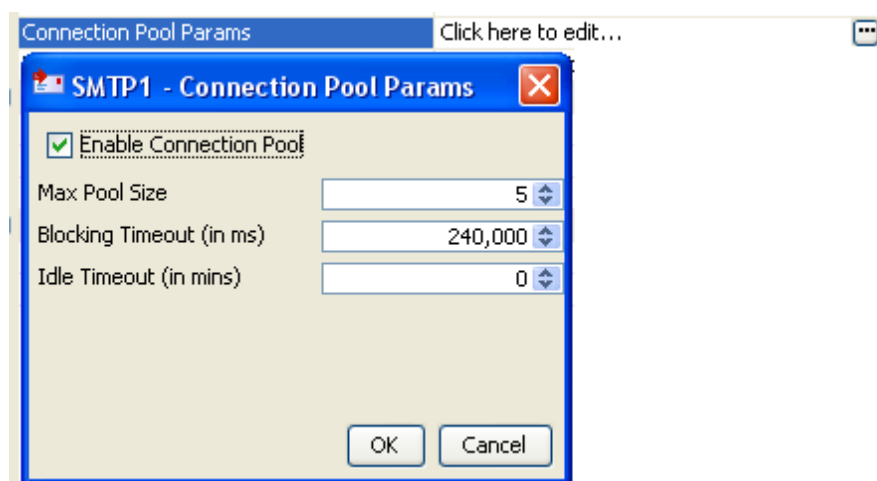 Connection Pool Params Click here to edit...
SMTP1 - Connection Pool Params
Enable Connection Pool
Max Pool Size 5
Blocking Timeout (in ms) 240,000
Idle Timeout (in mins) 0
OK Cancel